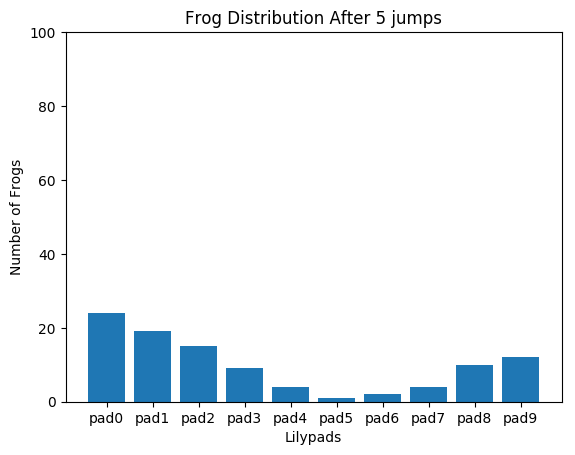 Frog Distribution After 5 jumps
100
80
60
40
20
0
Number of Frogs
pad0 pad1 pad2 pad3 pad4 pad5 pad6 pad7 pad8 pad9
Lilypads